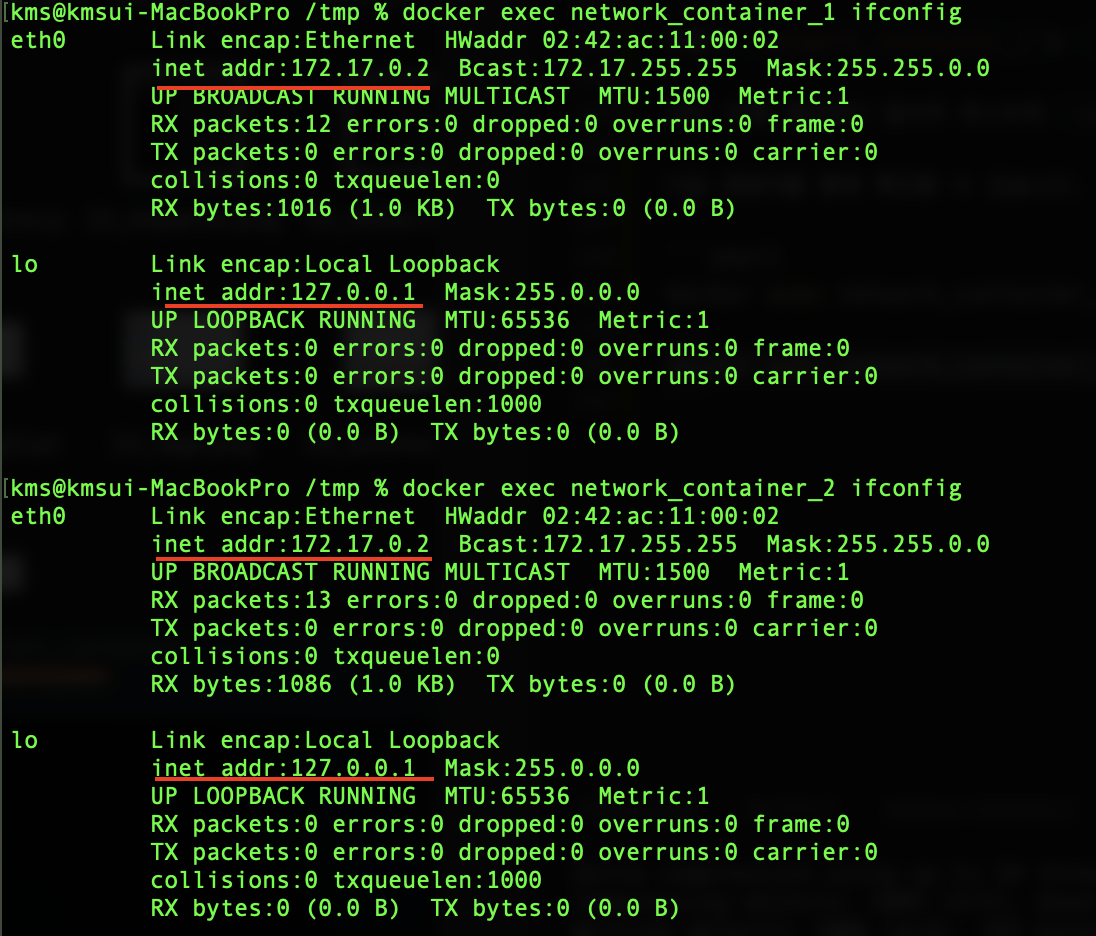 [kms@kmsui-MacBookPro /tmp % docker exec network_container_1 ifconfig
eth0      Link encap:Ethernet  HWaddr 02:42:ac:11:00:02
          inet addr:172.17.0.2  Bcast:172.17.255.255  Mask:255.255.0.0
          UP BROADCAST RUNNING MULTICAST  MTU:1500  Metric:1
          RX packets:12 errors:0 dropped:0 overruns:0 frame:0
          TX packets:0 errors:0 dropped:0 overruns:0 carrier:0
          collisions:0 txqueuelen:0
          RX bytes:1016 (1.0 KB)  TX bytes:0 (0.0 B)

lo        Link encap:Local Loopback
          inet addr:127.0.0.1  Mask:255.0.0.0
          UP LOOPBACK RUNNING  MTU:65536  Metric:1
          RX packets:0 errors:0 dropped:0 overruns:0 frame:0
          TX packets:0 errors:0 dropped:0 overruns:0 carrier:0
          collisions:0 txqueuelen:1000
          RX bytes:0 (0.0 B)  TX bytes:0 (0.0 B)

[kms@kmsui-MacBookPro /tmp % docker exec network_container_2 ifconfig
eth0      Link encap:Ethernet  HWaddr 02:42:ac:11:00:02
          inet addr:172.17.0.2  Bcast:172.17.255.255  Mask:255.255.0.0
          UP BROADCAST RUNNING MULTICAST  MTU:1500  Metric:1
          RX packets:13 errors:0 dropped:0 overruns:0 frame:0
          TX packets:0 errors:0 dropped:0 overruns:0 carrier:0
          collisions:0 txqueuelen:0
          RX bytes:1086 (1.0 KB)  TX bytes:0 (0.0 B)

lo        Link encap:Local Loopback
          inet addr:127.0.0.1  Mask:255.0.0.0
          UP LOOPBACK RUNNING  MTU:65536  Metric:1
          RX packets:0 errors:0 dropped:0 overruns:0 frame:0
          TX packets:0 errors:0 dropped:0 overruns:0 carrier:0
          collisions:0 txqueuelen:1000
          RX bytes:0 (0.0 B)  TX bytes:0 (0.0 B)